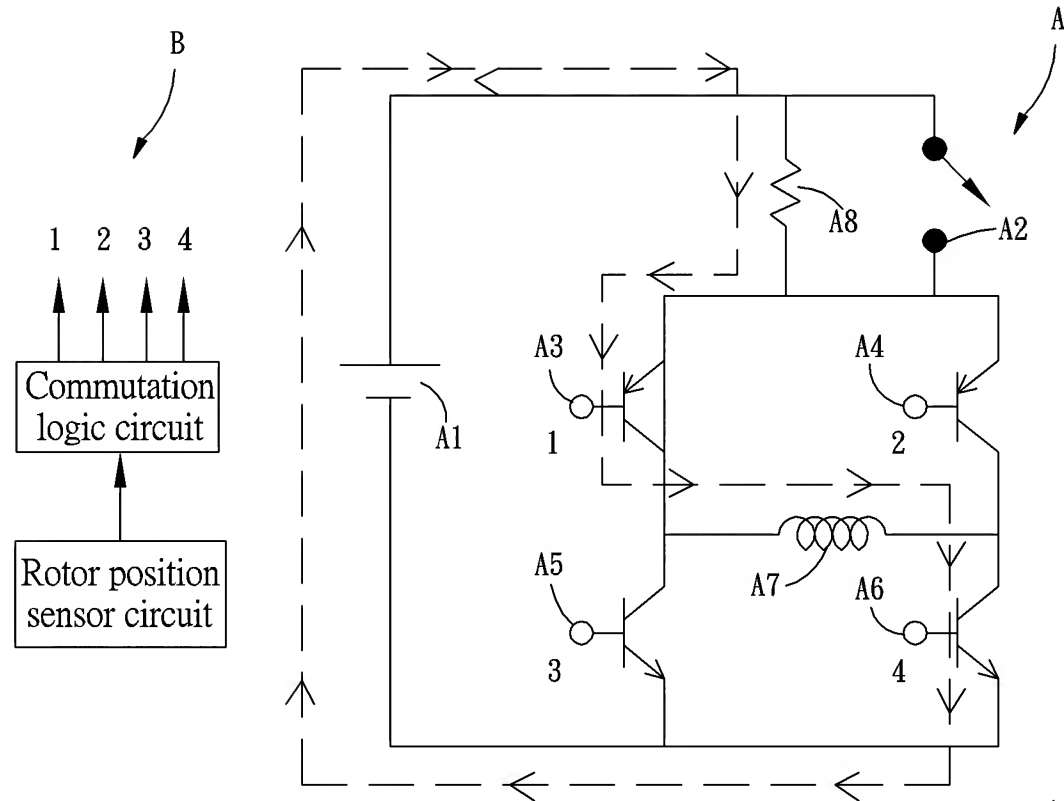 B
A
1 2 3 4
Commutation
logic circuit
Rotor position
sensor circuit
A8
A2
A3
A4
A1
1
2
A5
A7
A6
3
4